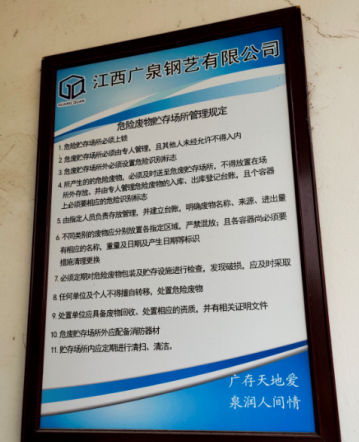 GUANG QUAN
江西广泉钢艺有限公司
危险废物贮存场所管理规定
1. 危险贮存场所必须上锁
2. 危废贮存场所必须由专人管理，且其他人未经允许不得入内
3. 危废贮存场所外必须设置危险识别标志
4. 所产生的的危险废物，必须及时送至危废贮存场所，不得放置在场
所外存放，并由专人管理危险废物的入库、出库登记台账，且个容器
上必须要相应的危险识别标志
5. 由指定人员负责存放管理，并建立台账，明确废物名称、来源、进出量
6. 不同类别的废物应分别放置各指定区域，严禁混放；且各容器尚必须要
有相应的名称、重量及日期及产生日期等标识
措施清理更换
7. 必须定期对危险废物包装及贮存设施进行检查，发现破损，应及时采取
8. 任何单位及个人不得擅自转移、处置危险废物
9. 处置单位应具备废物回收、处置相应的资质，并有相关证明文件
10. 危废贮存场所外应配备消防器材
11. 贮存场所内应定期进行清扫、清洁。
广存天地爱
泉润人间情